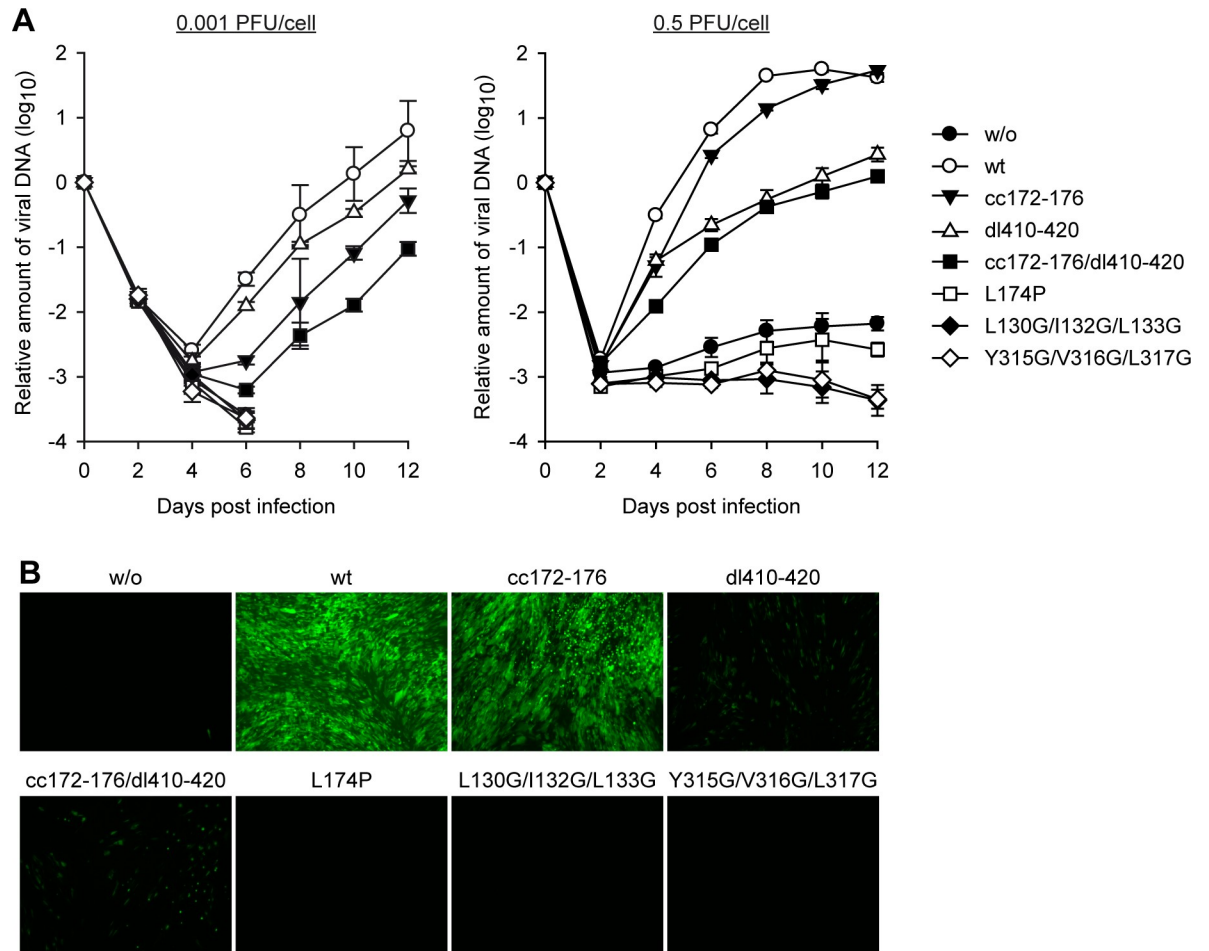 A
0.001 PFU/cell
Relative amount of viral DNA (log10)
2
1
0
-1
-2
-3
-4
0 2 4 6 8 10 12
Days post infection
0.5 PFU/cell
Relative amount of viral DNA (log10)
2
1
0
-1
-2
-3
-4
0 2 4 6 8 10 12
Days post infection
w/o
wt
cc172-176
dl410-420
cc172-176/dl410-420
L174P
L130G/I132G/L133G
Y315G/V316G/L317G
B
w/o wt cc172-176 dl410-420
cc172-176/dl410-420 L174P L130G/I132G/L133G Y315G/V316G/L317G